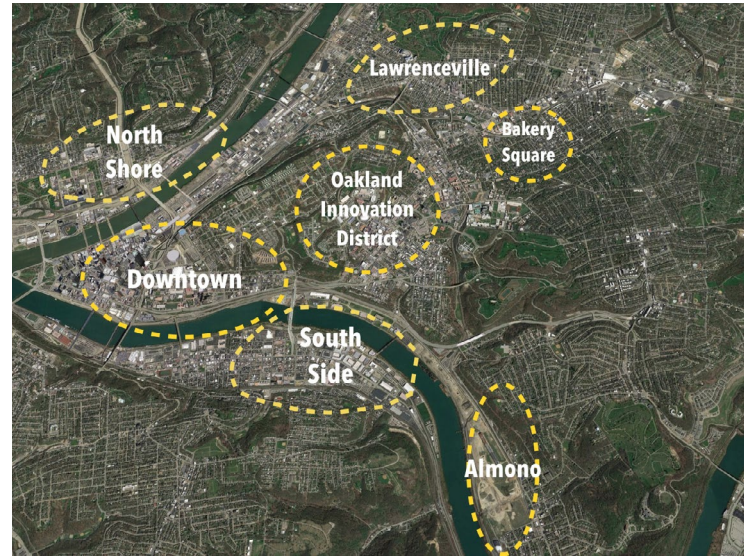 Lawrenceville
North
Shore
Bakery
Square
Oakland
Innovation
District
Downtown
South
Side
Almono